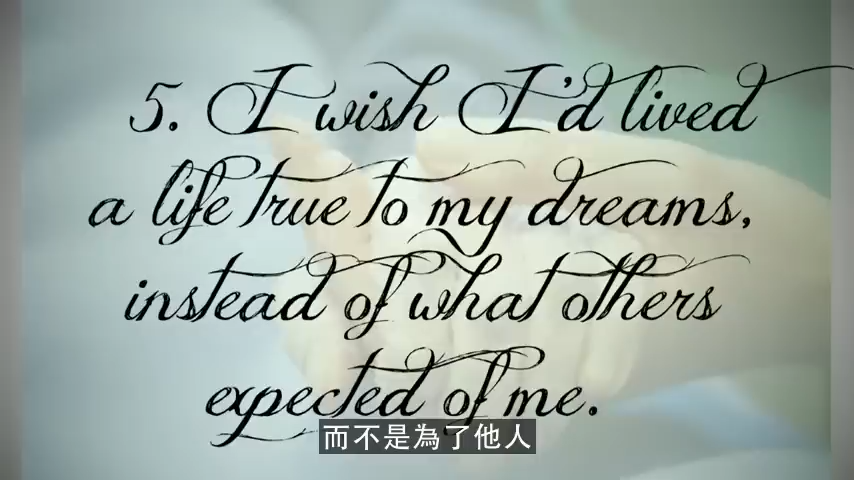 5. I wish I'd lived
a life true to my dreams,
instead of what others
expected of me.
而不是為了他人